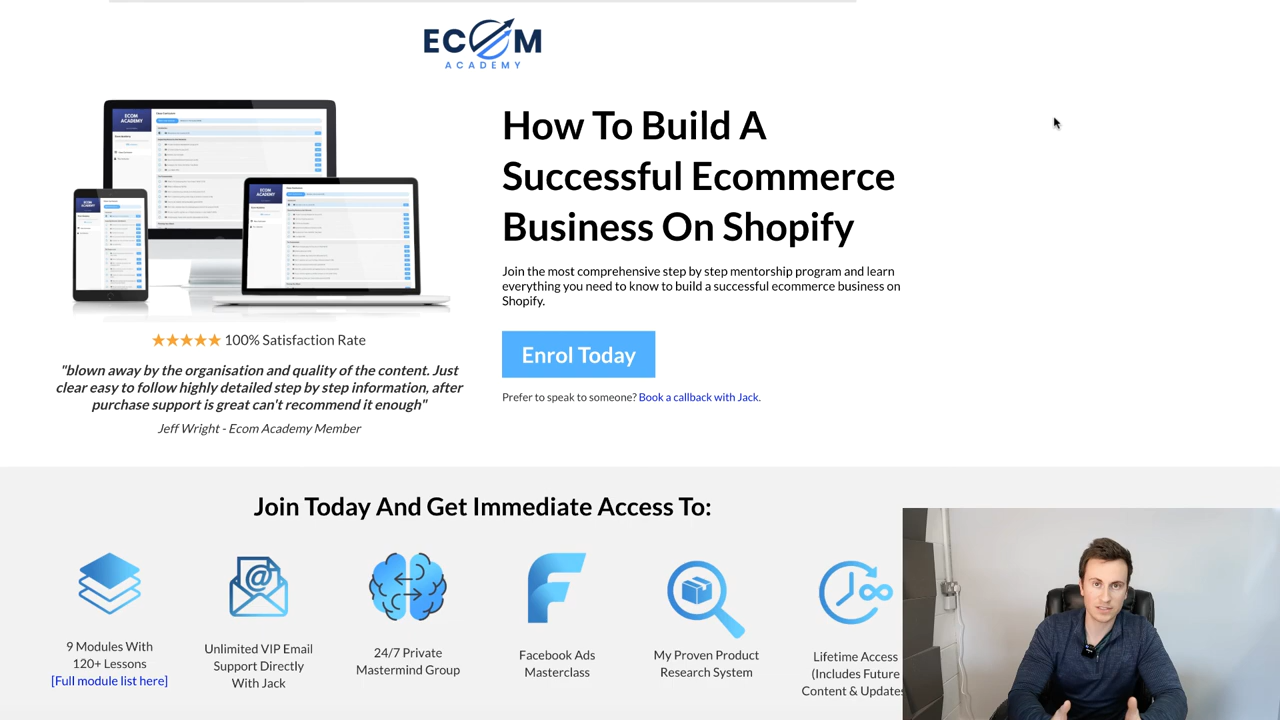 ECOM
ACADEMY
How To Build A
Successful Ecommerce
Business On Shopify
Join the most comprehensive step by step mentorship program and learn
everything you need to know to build a successful ecommerce business on
Shopify.
Enrol Today
Prefer to speak to someone? Book a callback with Jack.
ECOM
ACADEMY
ECOM
ACADEMY
ECOM
ACADEMY
100% Satisfaction Rate
"blown away by the organisation and quality of the content. Just
clear easy to follow highly detailed step by step information, after
purchase support is great can't recommend it enough"
Jeff Wright - Ecom Academy Member
Join Today And Get Immediate Access To:
9 Modules With
120+ Lessons
[Full module list here]
Unlimited VIP Email
Support Directly
With Jack
24/7 Private
Mastermind Group
Facebook Ads
Masterclass
My Proven Product
Research System
Lifetime Access
(Includes Future
Content & Updates